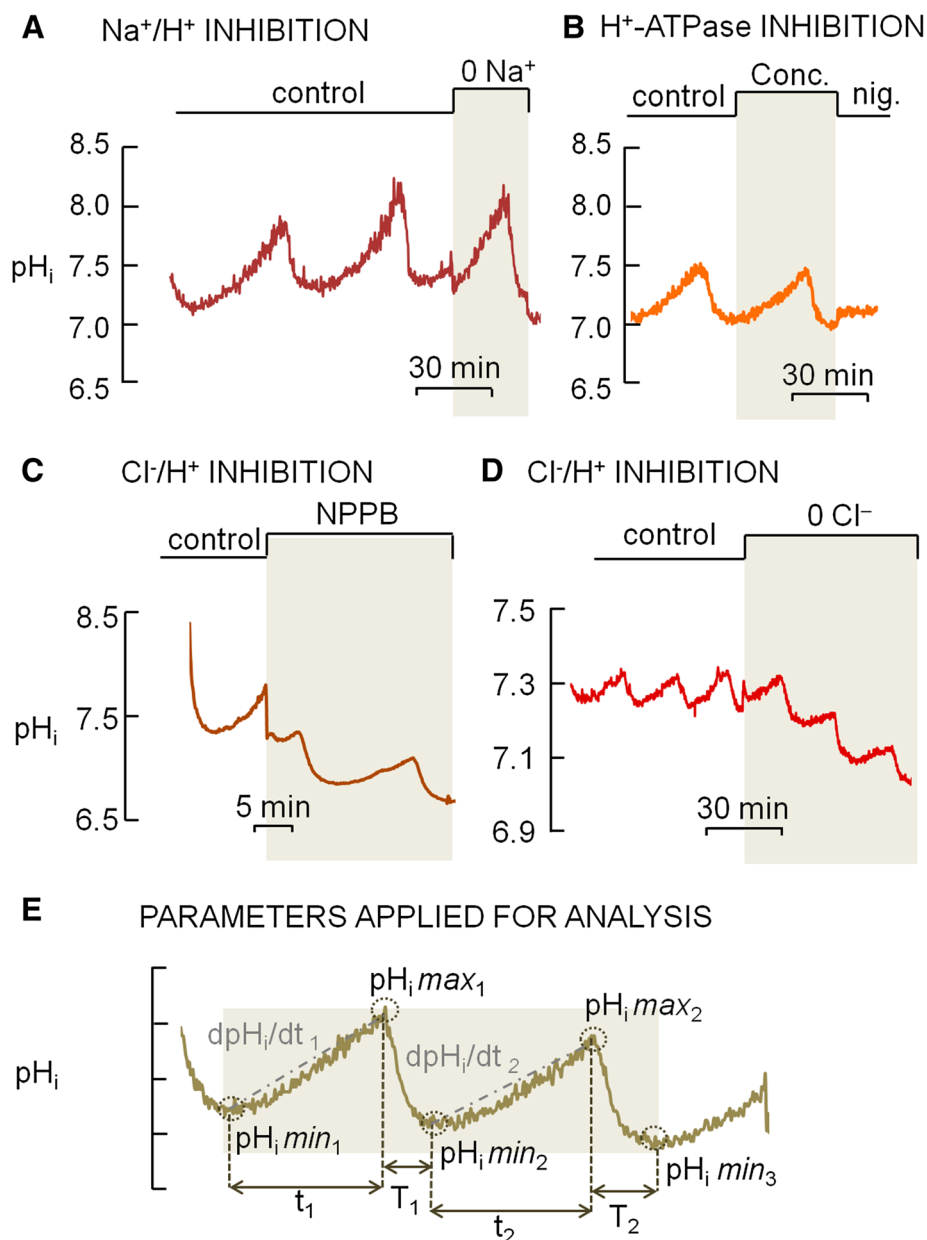 A Na⁺/H⁺ INHIBITION
control
0 Na⁺
8.5
8.0
7.5
7.0
6.5
pHᵢ
30 min
B H⁺-ATPase INHIBITION
control
Conc.
nig.
8.5
8.0
7.5
7.0
6.5
30 min
C Cl⁻/H⁺ INHIBITION
control
NPPB
8.5
7.5
6.5
pHᵢ
5 min
D Cl⁻/H⁺ INHIBITION
control
0 Cl⁻
7.5
7.3
7.1
6.9
30 min
E PARAMETERS APPLIED FOR ANALYSIS
pHᵢ
pHᵢ max₁
pHᵢ max₂
dpHᵢ/dt ₁
dpHᵢ/dt ₂
pHᵢ min₁
pHᵢ min₂
pHᵢ min₃
t₁
T₁
t₂
T₂